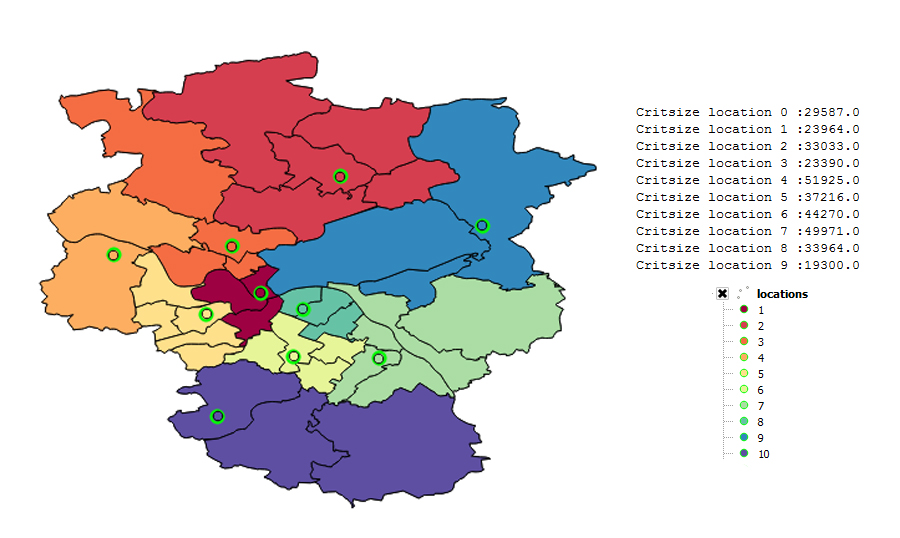 Critsize location 0 :29587.0
Critsize location 1 :23964.0
Critsize location 2 :33033.0
Critsize location 3 :23390.0
Critsize location 4 :51925.0
Critsize location 5 :37216.0
Critsize location 6 :44270.0
Critsize location 7 :49971.0
Critsize location 8 :33964.0
Critsize location 9 :19300.0
locations
1
2
3
4
5
6
7
8
9
10